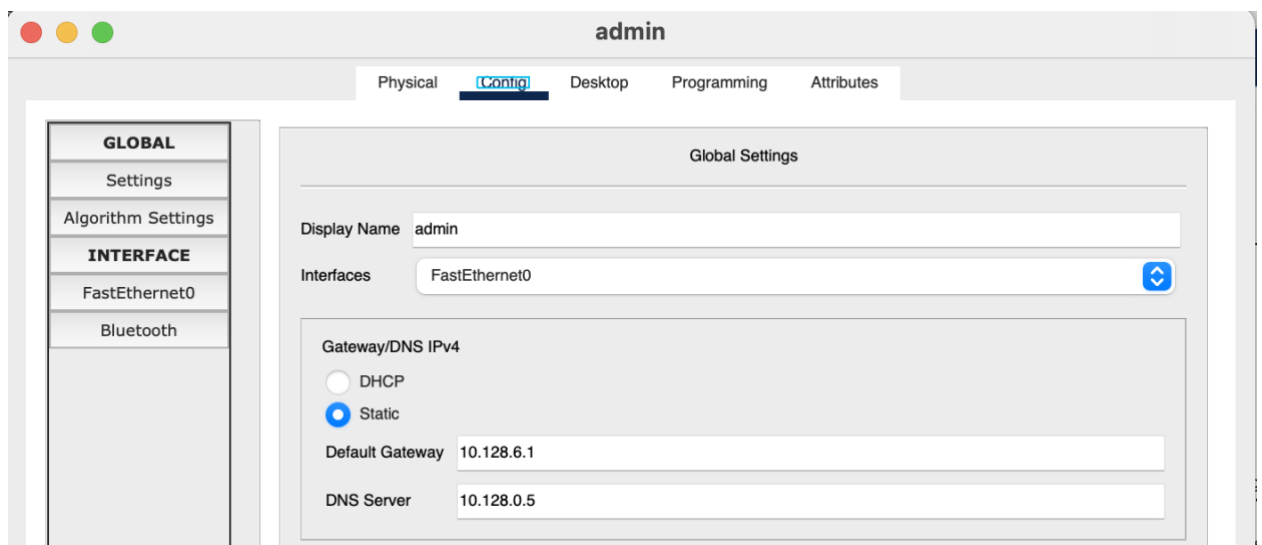 admin
Physical Config Desktop Programming Attributes
GLOBAL
Settings
Algorithm Settings
INTERFACE
FastEthernet0
Bluetooth
Global Settings
Display Name admin
Interfaces FastEthernet0
Gateway/DNS IPv4
DHCP
Static
Default Gateway 10.128.6.1
DNS Server 10.128.0.5